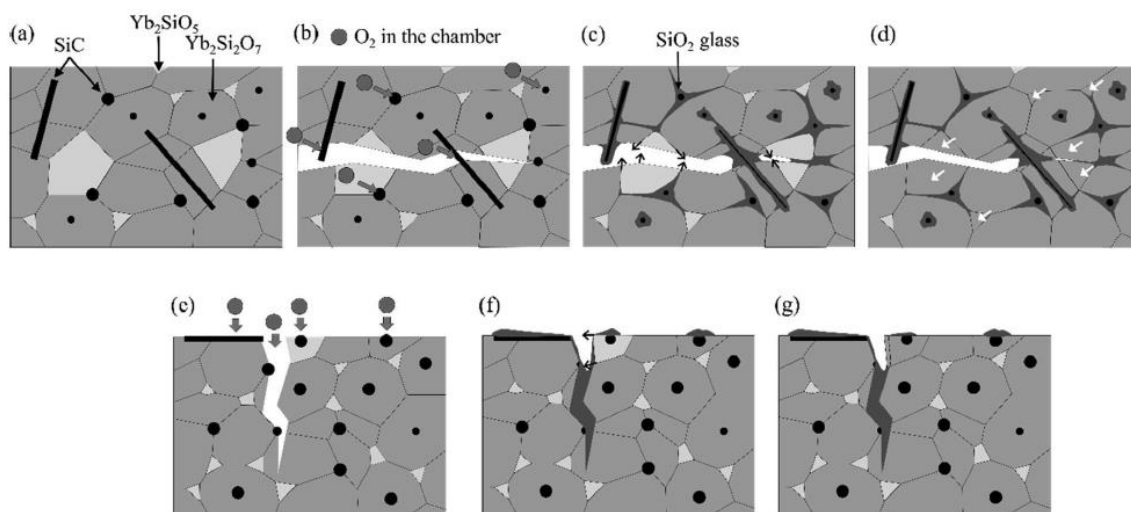 (a)
SiC
Yb2SiO5
Yb2Si2O7
(b)
O2 in the chamber
(c)
SiO2 glass
(d)
(e)
(f)
(g)